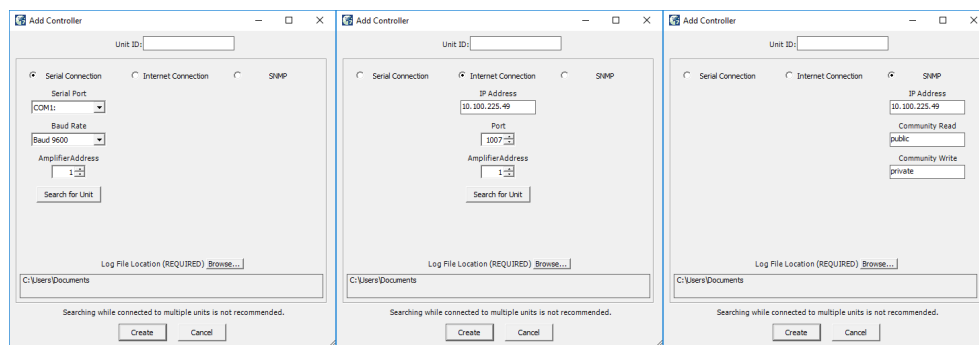 Add Controller
Unit ID:
Serial Connection Internet Connection SNMP
Serial Port
COM1:
Baud Rate
Baud 9600
AmplifierAddress
1
Search for Unit
Log File Location (REQUIRED) Browse...
C:\Users\Documents
Searching while connected to multiple units is not recommended.
Create Cancel
Add Controller
Unit ID:
Serial Connection Internet Connection SNMP
IP Address
10.100.225.49
Port
1007
AmplifierAddress
1
Search for Unit
Log File Location (REQUIRED) Browse...
C:\Users\Documents
Searching while connected to multiple units is not recommended.
Create Cancel
Add Controller
Unit ID:
Serial Connection Internet Connection SNMP
IP Address
10.100.225.49
Community Read
public
Community Write
private
Log File Location (REQUIRED) Browse...
C:\Users\Documents
Searching while connected to multiple units is not recommended.
Create Cancel